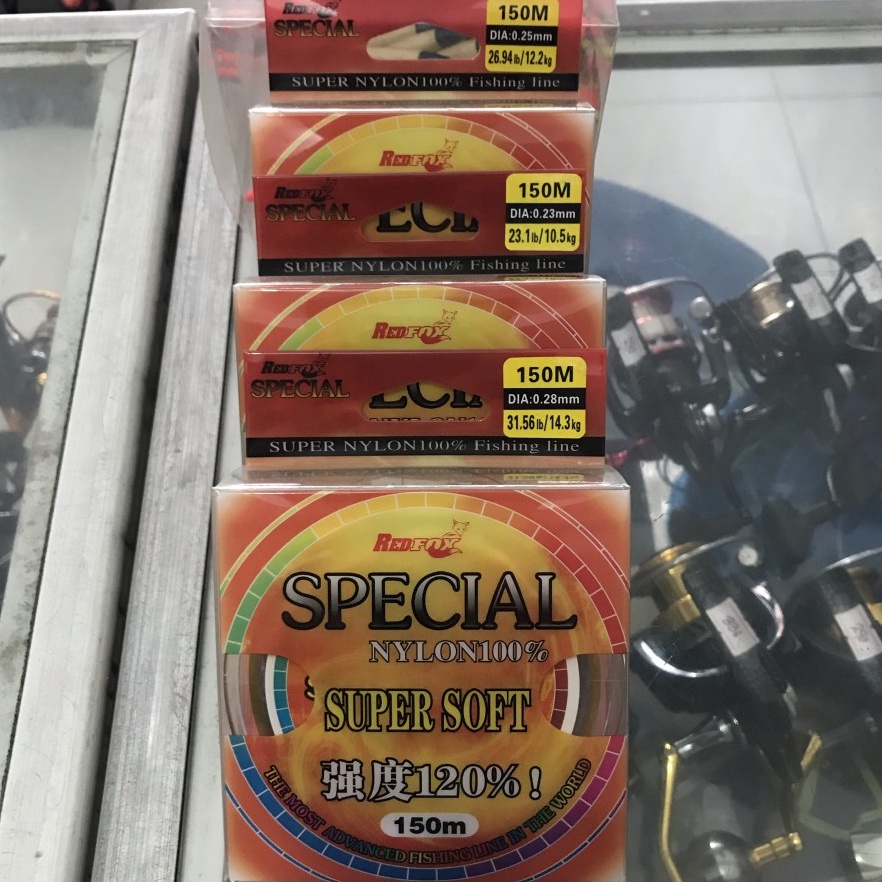 REDFOX
SPECIAL
150M
DIA:0.25mm
26.94lb/12.2kg
SUPER NYLON100% Fishing line
REDFOX
REDFOX
SPECIAL
150M
DIA:0.23mm
23.1lb/10.5kg
SUPER NYLON100% Fishing line
REDFOX
REDFOX
SPECIAL
150M
DIA:0.28mm
31.56lb/14.3kg
SUPER NYLON100% Fishing line
REDFOX
SPECIAL
NYLON100%
SUPER SOFT
强度120%!
150m
THE MOST ADVANCED FISHING LINE IN THE WORLD